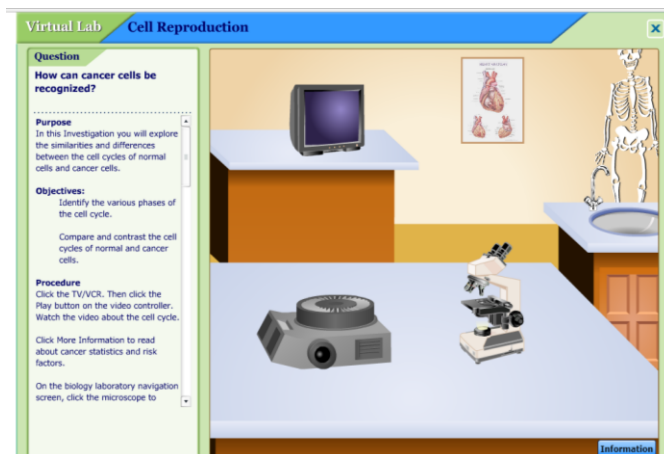 Virtual Lab
Cell Reproduction
Question
How can cancer cells be
recognized?
Purpose
In this Investigation you will explore
the similarities and differences
between the cell cycles of normal
cells and cancer cells.
Objectives:
Identify the various phases of
the cell cycle.
Compare and contrast the cell
cycles of normal and cancer
cells.
Procedure
Click the TV/VCR. Then click the
Play button on the video controller.
Watch the video about the cell cycle.
Click More Information to read
about cancer statistics and risk
factors.
On the biology laboratory navigation
screen, click the microscope to
Information